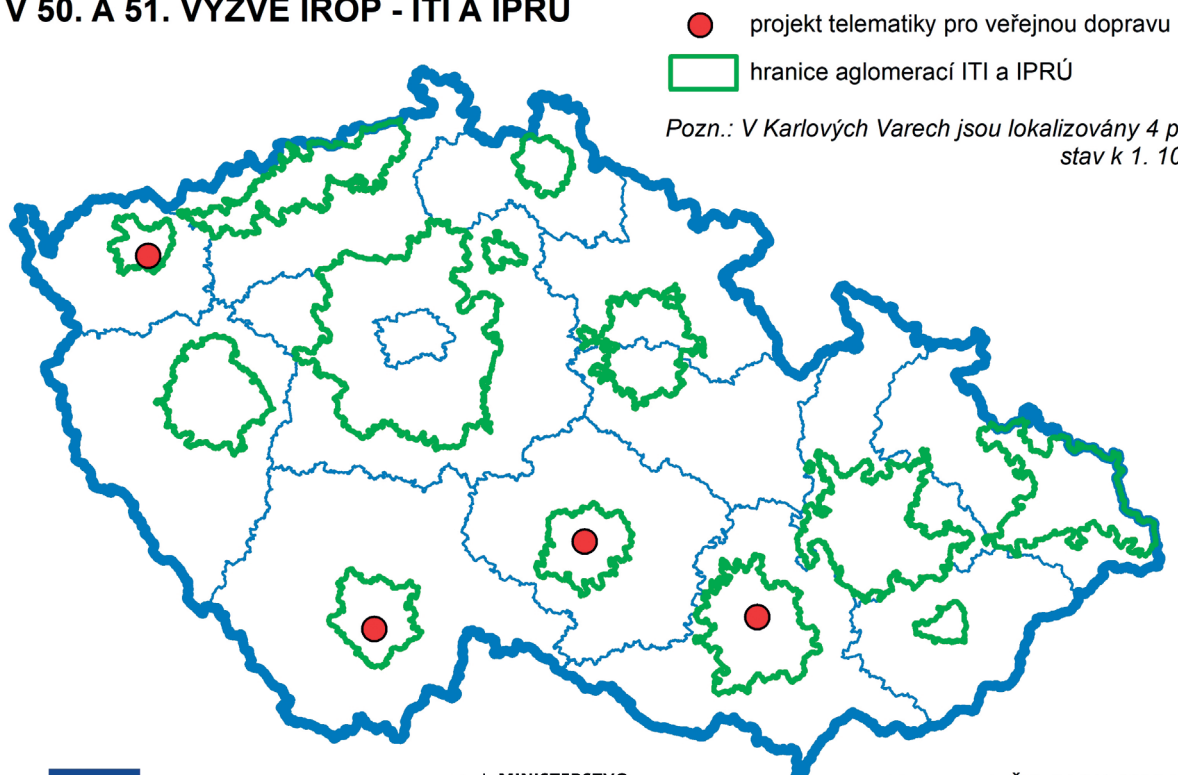 V 50. A 51. VÝZVĚ IROP - ITI A IPRÚ
projekt telematiky pro veřejnou dopravu
hranice aglomerací ITI a IPRÚ
Pozn.: V Karlových Varech jsou lokalizovány 4 p
stav k 1. 10
MINISTERSTVO